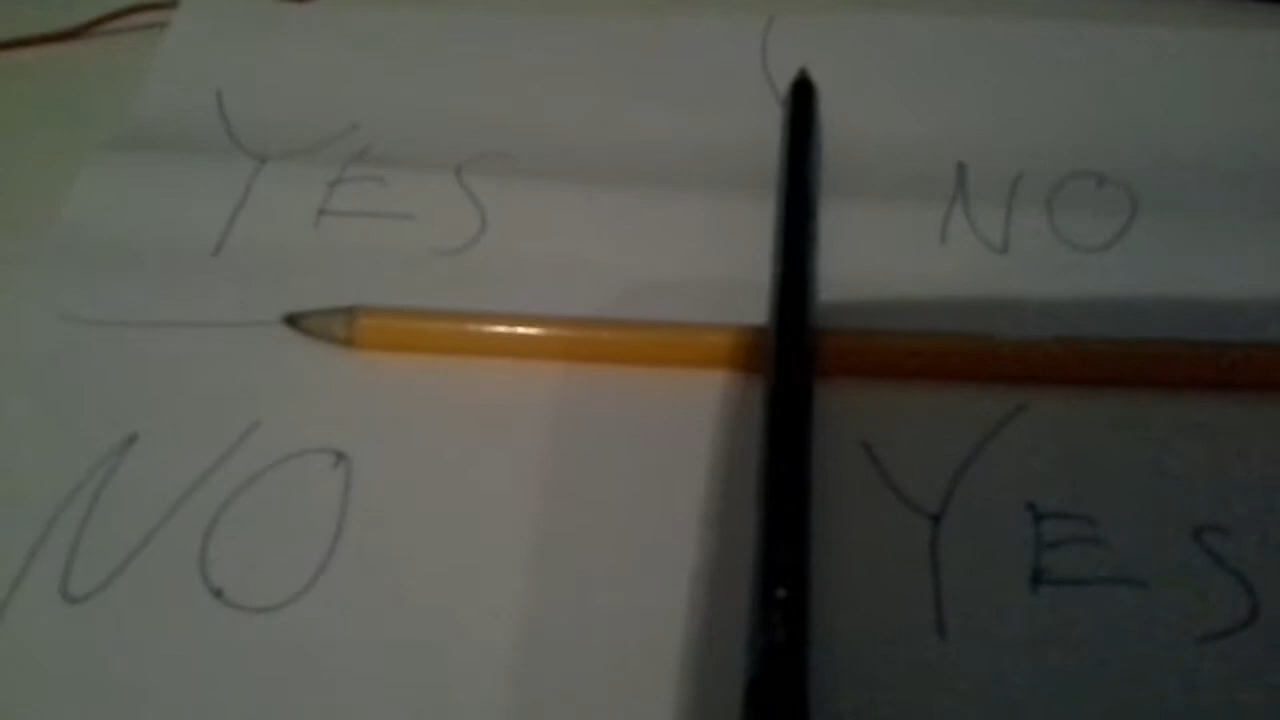 YES NO
NO YES